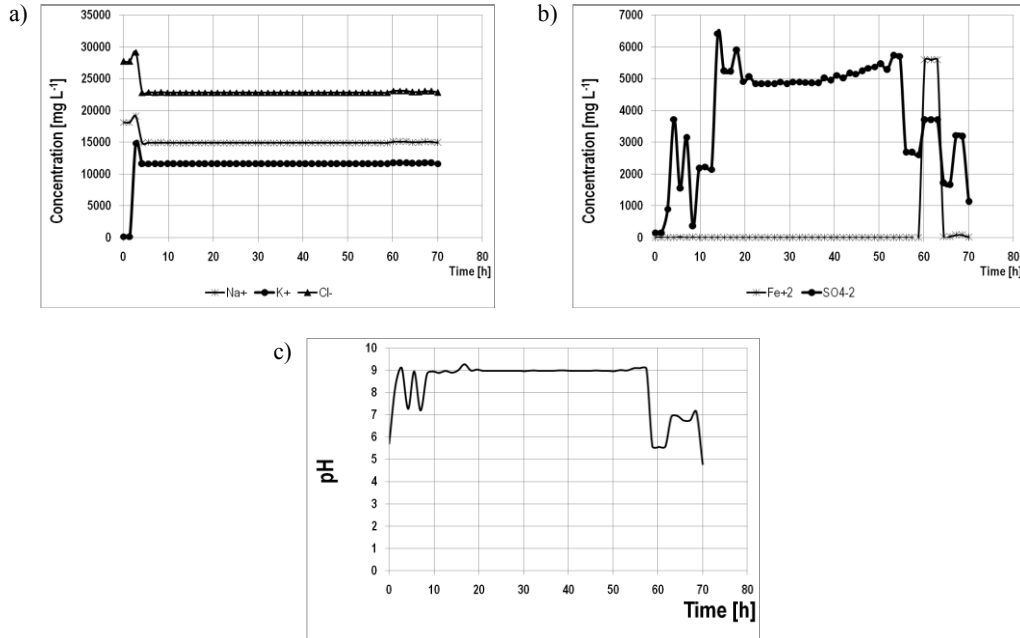 a)
Concentration [mg L-1]
35000
30000
25000
20000
15000
10000
5000
0
0 10 20 30 40 50 60 70 80
Time [h]
Na+ K+ Cl-
b)
Concentration [mg L-1]
7000
6000
5000
4000
3000
2000
1000
0
0 10 20 30 40 50 60 70 80
Time [h]
Fe+2 SO4-2
c)
pH
10
9
8
7
6
5
4
3
2
1
0
0 10 20 30 40 50 60 70 80
Time [h]